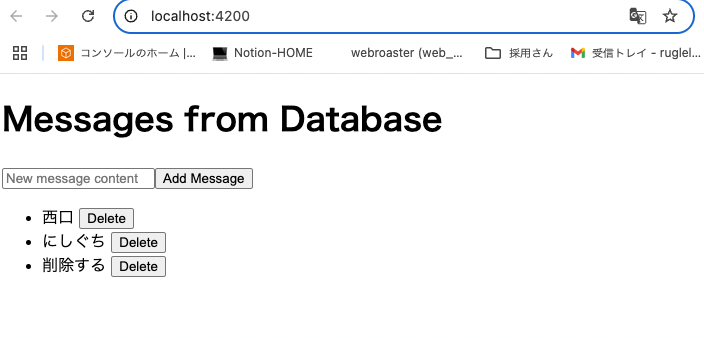 localhost:4200
コンソールのホーム |... Notion-HOME webroaster (web_... 採用さん 受信トレイ - ruglel...
Messages from Database
New message content Add Message
西口 Delete
にしぐち Delete
削除する Delete